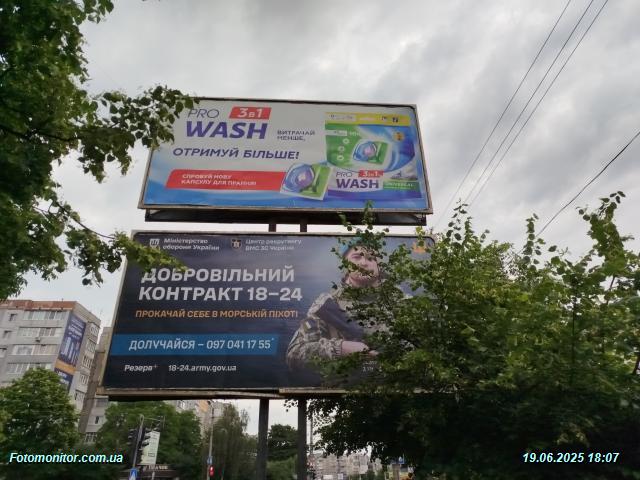 PRO 3в1
WASH
ВИТРАЧАЙ
МЕНШЕ,
ОТРИМУЙ БІЛЬШЕ!
СПРОБУЙ НОВУ
КАПСУЛУ ДЛЯ ПРАННЯ!
PRO 3в1
WASH
UNIVERSAL
Міністерство
оборони України
Центр рекрутингу
ВМС ЗС України
ДОБРОВІЛЬНИЙ
КОНТРАКТ 18–24
ПРОКАЧАЙ СЕБЕ В МОРСЬКІЙ ПІХОТІ
ДОЛУЧАЙСЯ – 097 041 17 55*
Резерв+ 18-24.army.gov.ua
Fotomonitor.com.ua
19.06.2025 18:07